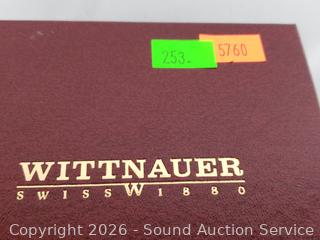 253. 5760
WITTNAUER
SWISS W 1880
Copyright 2026 - Sound Auction Service